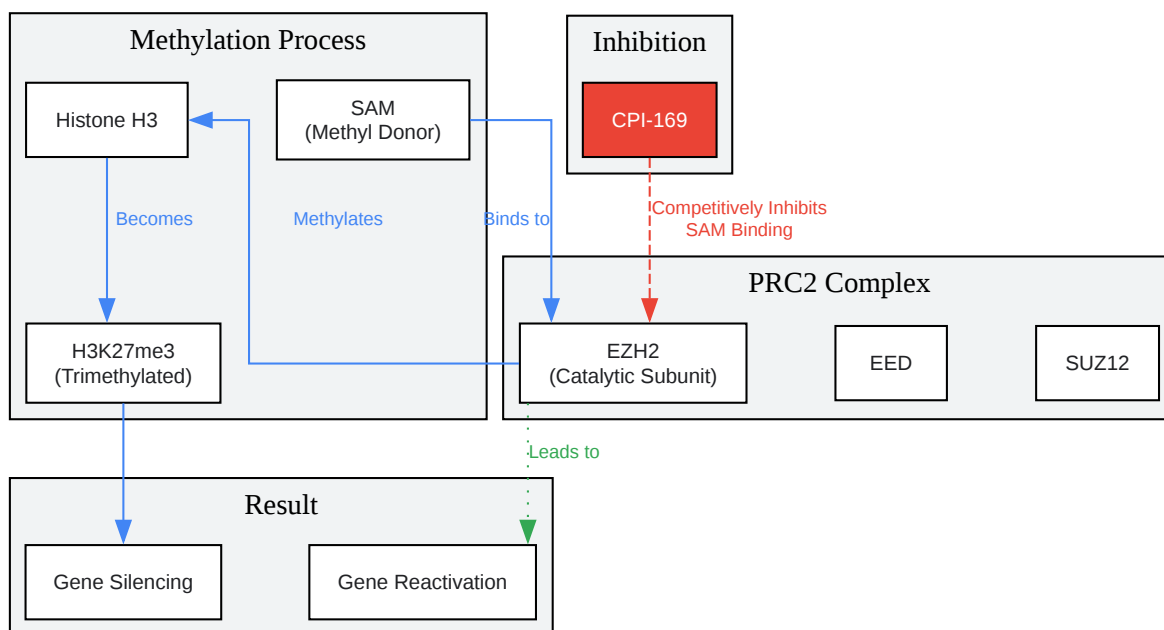 Methylation Process
Inhibition
Histone H3
SAM
(Methyl Donor)
CPI-169
Becomes
Methylates
Binds to
Competitively Inhibits
SAM Binding
PRC2 Complex
H3K27me3
(Trimethylated)
EZH2
(Catalytic Subunit)
EED
SUZ12
Leads to
Result
Gene Silencing
Gene Reactivation